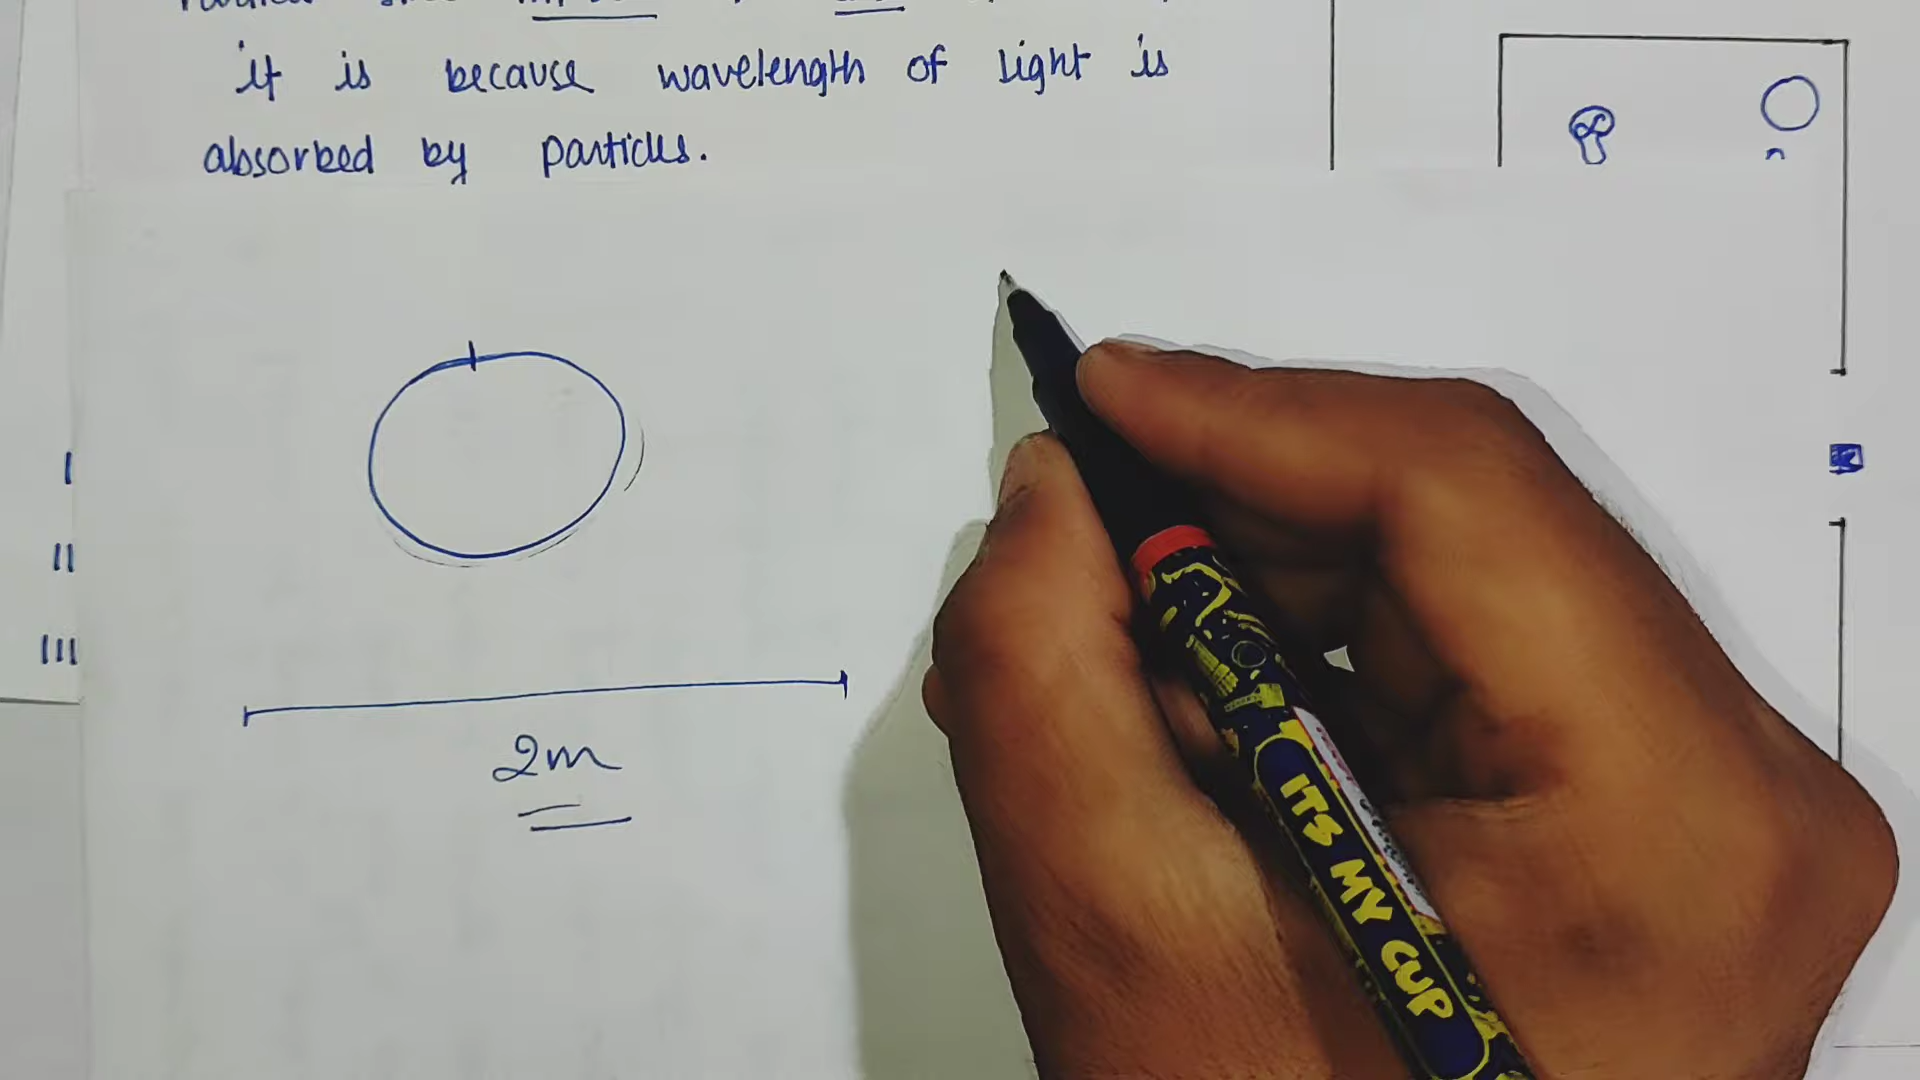 it is because wavelength of light is
absorbed by particles.
I
II
III
2m
ITS MY CUP